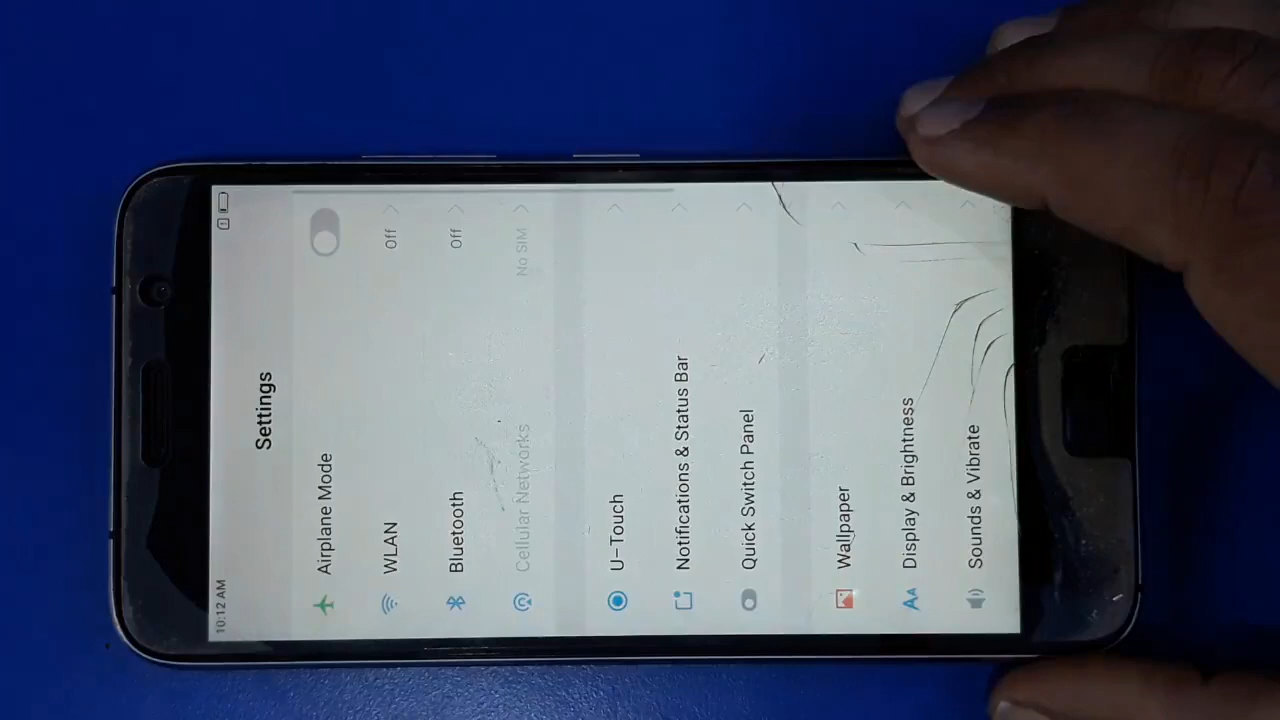 10:12 AM
Settings
Airplane Mode
WLAN Off
Bluetooth Off
Cellular Networks No SIM
U-Touch
Notifications & Status Bar
Quick Switch Panel
Wallpaper
AA Display & Brightness
Sounds & Vibrate